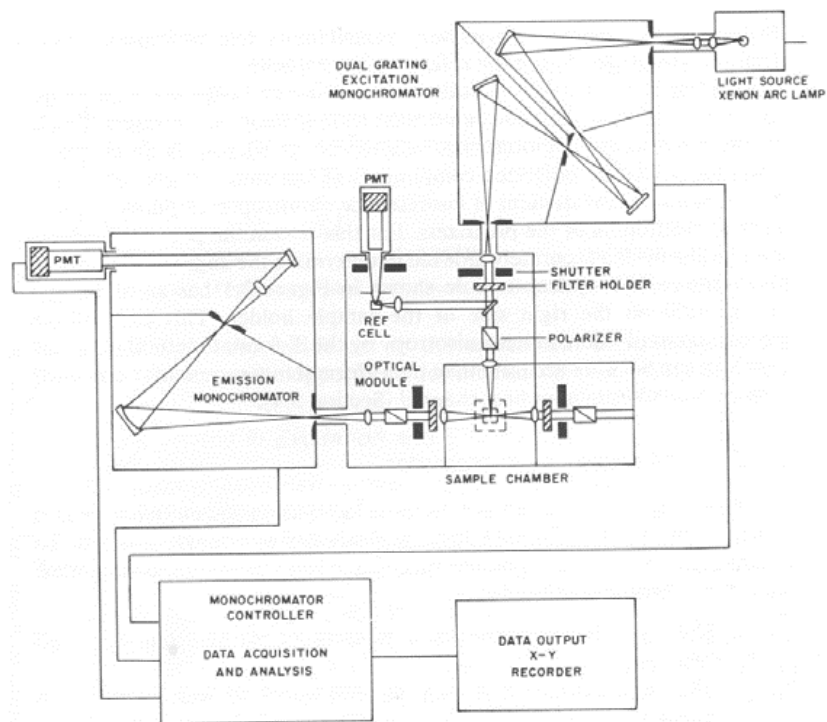 DUAL GRATING
EXCITATION
MONOCHROMATOR
LIGHT SOURCE
XENON ARC LAMP
PMT
PMT
SHUTTER
FILTER HOLDER
REF
CELL
POLARIZER
OPTICAL
MODULE
EMISSION
MONOCHROMATOR
SAMPLE CHAMBER
MONOCHROMATOR
CONTROLLER
DATA ACQUISITION
AND ANALYSIS
DATA OUTPUT
X-Y
RECORDER